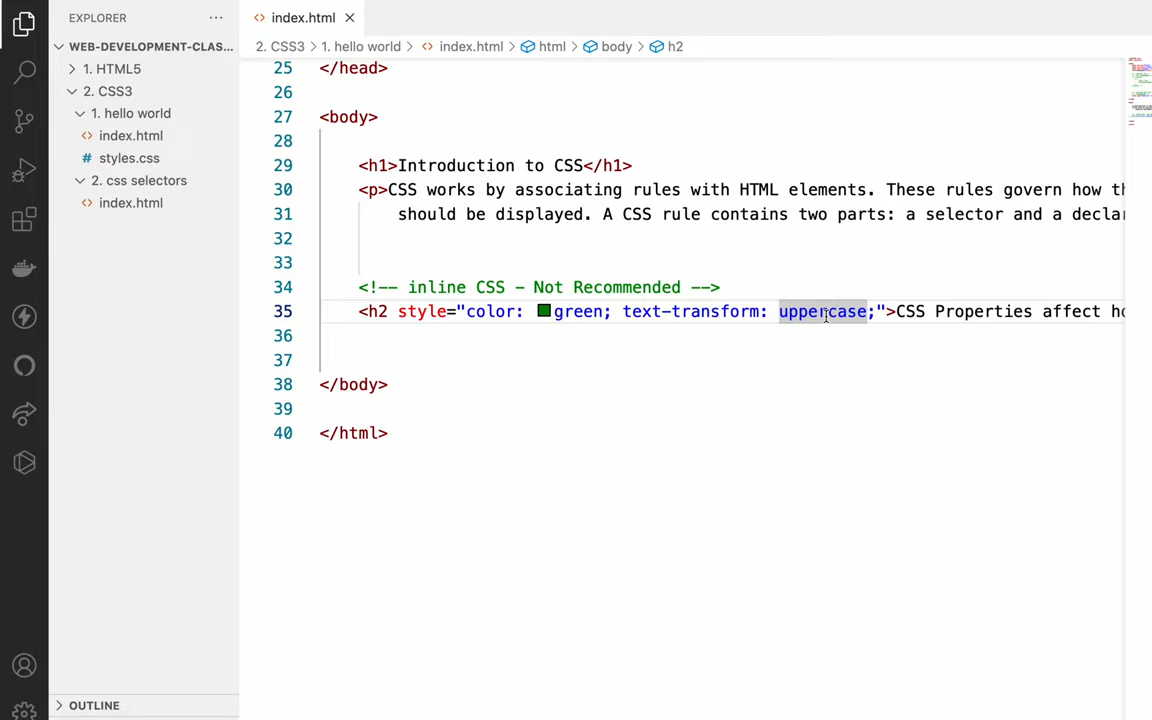 EXPLORER ···
WEB-DEVELOPMENT-CLAS...
1. HTML5
2. CSS3
1. hello world
index.html
# styles.css
2. css selectors
index.html
OUTLINE
index.html
2. CSS3 > 1. hello world > index.html > html > body > h2
25 </head>
26
27 <body>
28
29 <h1>Introduction to CSS</h1>
30 <p>CSS works by associating rules with HTML elements. These rules govern how
31 should be displayed. A CSS rule contains two parts: a selector and a
32
33
34 <!-- inline CSS - Not Recommended -->
35 <h2 style="color: green; text-transform: uppercase;">CSS Properties affect
36
37
38 </body>
39
40 </html>